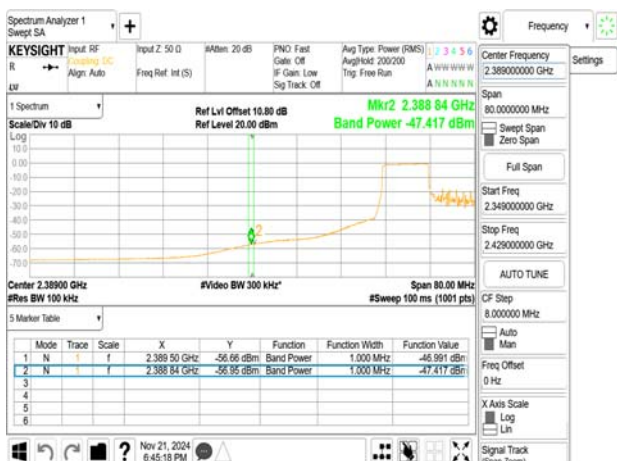 Spectrum Analyzer 1
Swept SA
+
Frequency
KEYSIGHT
R
Input: RF
Coupling: DC
Align: Auto
Input Z: 50 Ω
Freq Ref: Int (S)
#Atten: 20 dB
PNO: Fast
Gate: Off
IF Gain: Low
Sig Track: Off
Avg Type: Power (RMS)
Avg|Hold: 200/200
Trig: Free Run
1 2 3 4 5 6
A W W W W W
A N N N N N
Center Frequency
2.389000000 GHz
Settings
Span
80.0000000 MHz
Swept Span
Zero Span
Full Span
Start Freq
2.349000000 GHz
Stop Freq
2.429000000 GHz
AUTO TUNE
CF Step
8.000000 MHz
Auto
Man
Freq Offset
0 Hz
X Axis Scale
Log
Lin
Signal Track
(Span Zoom)
1 Spectrum
Scale/Div 10 dB
Ref Lvl Offset 10.80 dB
Ref Level 20.00 dBm
Mkr2 2.388 84 GHz
Band Power -47.417 dBm
Log
10.0
0.00
-10.0
-20.0
-30.0
-40.0
-50.0
-60.0
-70.0
2
Center 2.38900 GHz
#Res BW 100 kHz
#Video BW 300 kHz*
Span 80.00 MHz
#Sweep 100 ms (1001 pts)
5 Marker Table
Mode Trace Scale X Y Function Function Width Function Value
1 N 1 f 2.389 50 GHz -56.66 dBm Band Power 1.000 MHz -46.991 dBm
2 N 1 f 2.388 84 GHz -56.95 dBm Band Power 1.000 MHz -47.417 dBm
3
4
5
6
?
Nov 21, 2024
6:45:18 PM